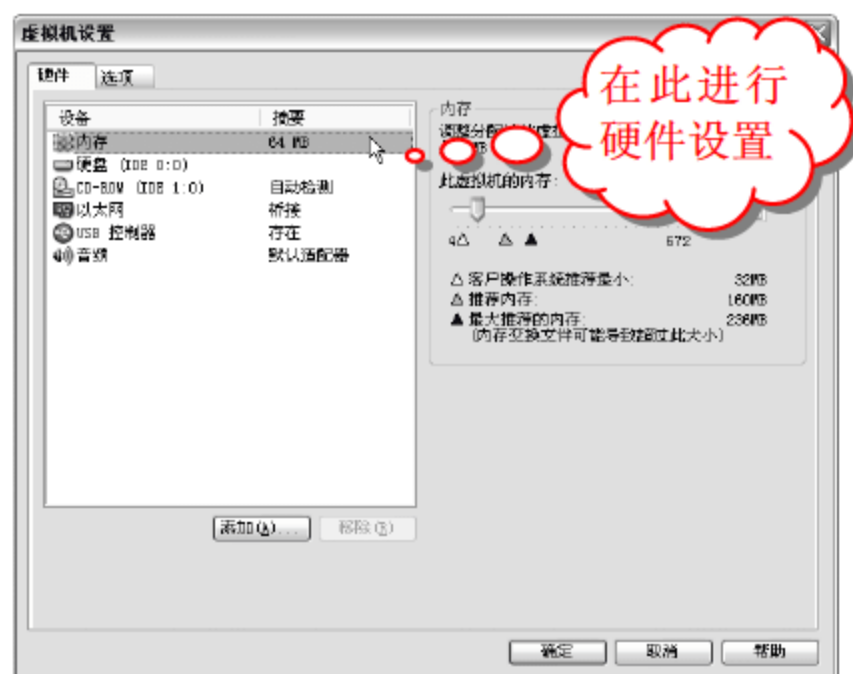 虚拟机设置
硬件 选项
设备 摘要
内存 64 MB
硬盘 (IDE 0:0)
CD-ROM (IDE 1:0) 自动检测
以太网 桥接
USB 控制器 存在
音频 默认适配器
添加(A)... 移除(R)
内存
调整分配
此虚拟机的内存:
4 672
客户操作系统推荐最小: 32MB
推荐内存: 160MB
最大推荐的内存: 236MB
(内存交换文件可能导致超过此大小)
在此进行
硬件设置
确定 取消 帮助